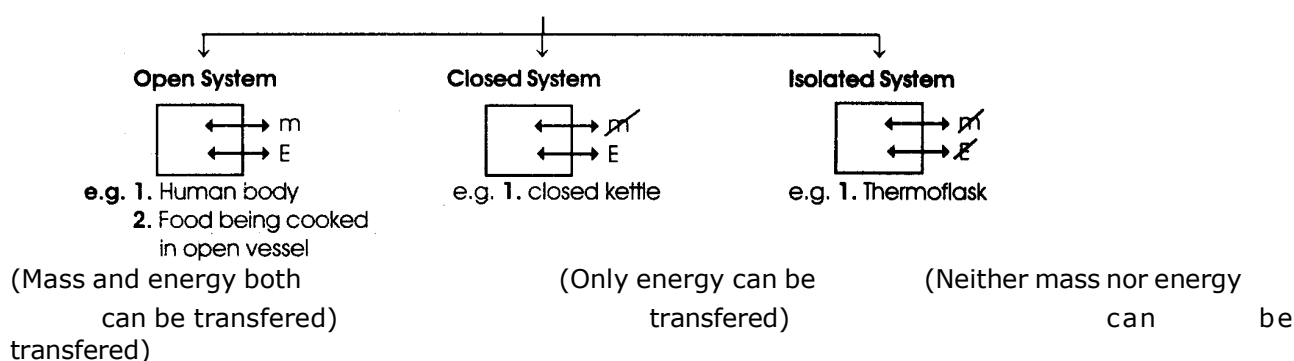 Open System Closed System Isolated System
m m m
E E E
e.g. 1. Human body e.g. 1. closed kettle e.g. 1. Thermoflask
2. Food being cooked
in open vessel
(Mass and energy both (Only energy can be (Neither mass nor energy
can be transfered) transfered) can be
transfered)